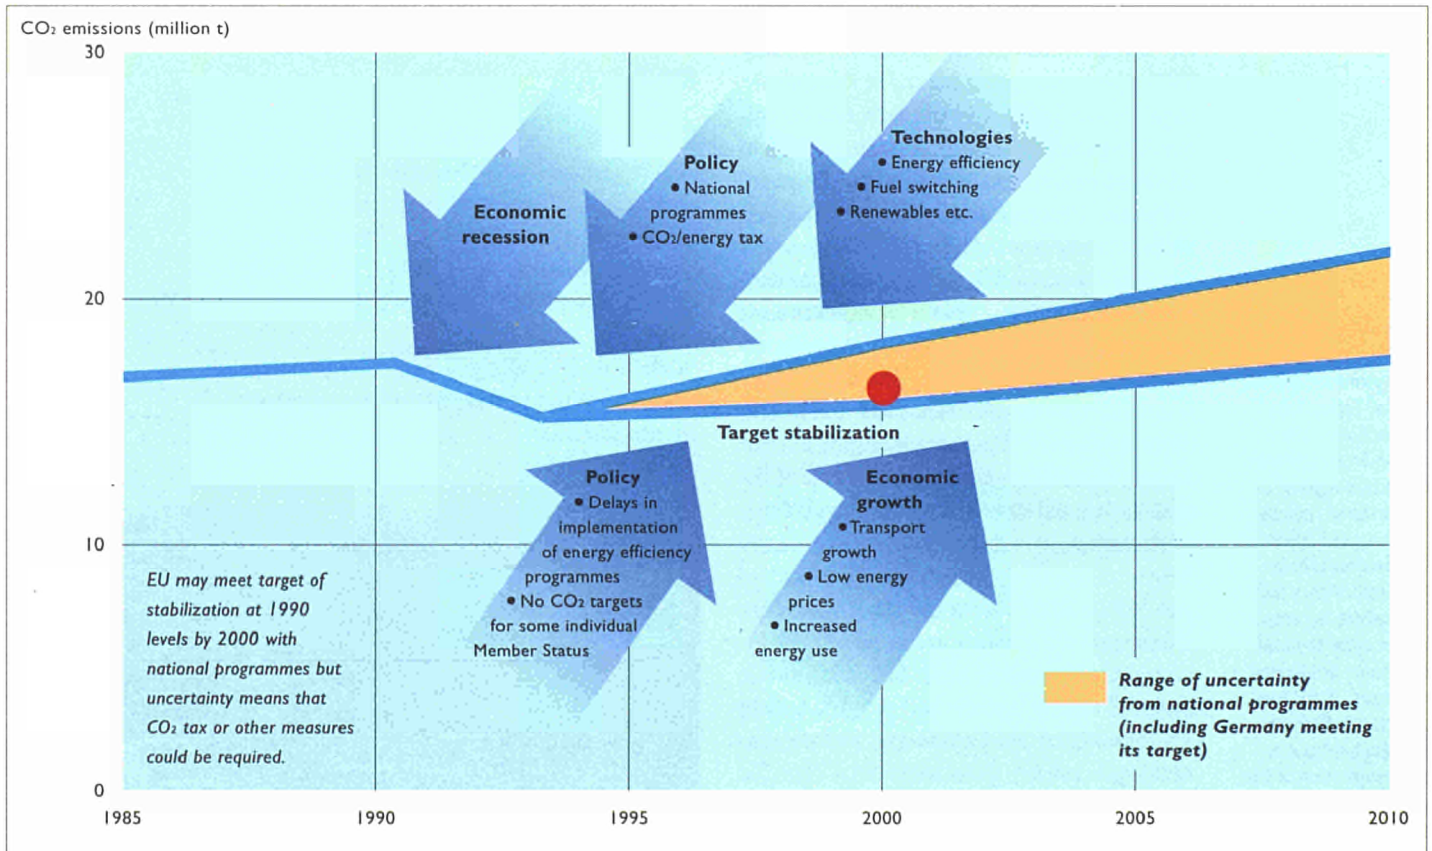 CO₂ emissions (million t)
30
20
10
0
1985
1990
1995
2000
2005
2010
Economic
recession
Policy
• National
programmes
• CO₂/energy tax
Technologies
• Energy efficiency
• Fuel switching
• Renewables etc.
Target stabilization
Policy
• Delays in
implementation
of energy efficiency
programmes
• No CO₂ targets
for some individual
Member Status
Economic
growth
• Transport
growth
• Low energy
prices
• Increased
energy use
EU may meet target of
stabilization at 1990
levels by 2000 with
national programmes but
uncertainty means that
CO₂ tax or other measures
could be required.
Range of uncertainty
from national programmes
(including Germany meeting
its target)